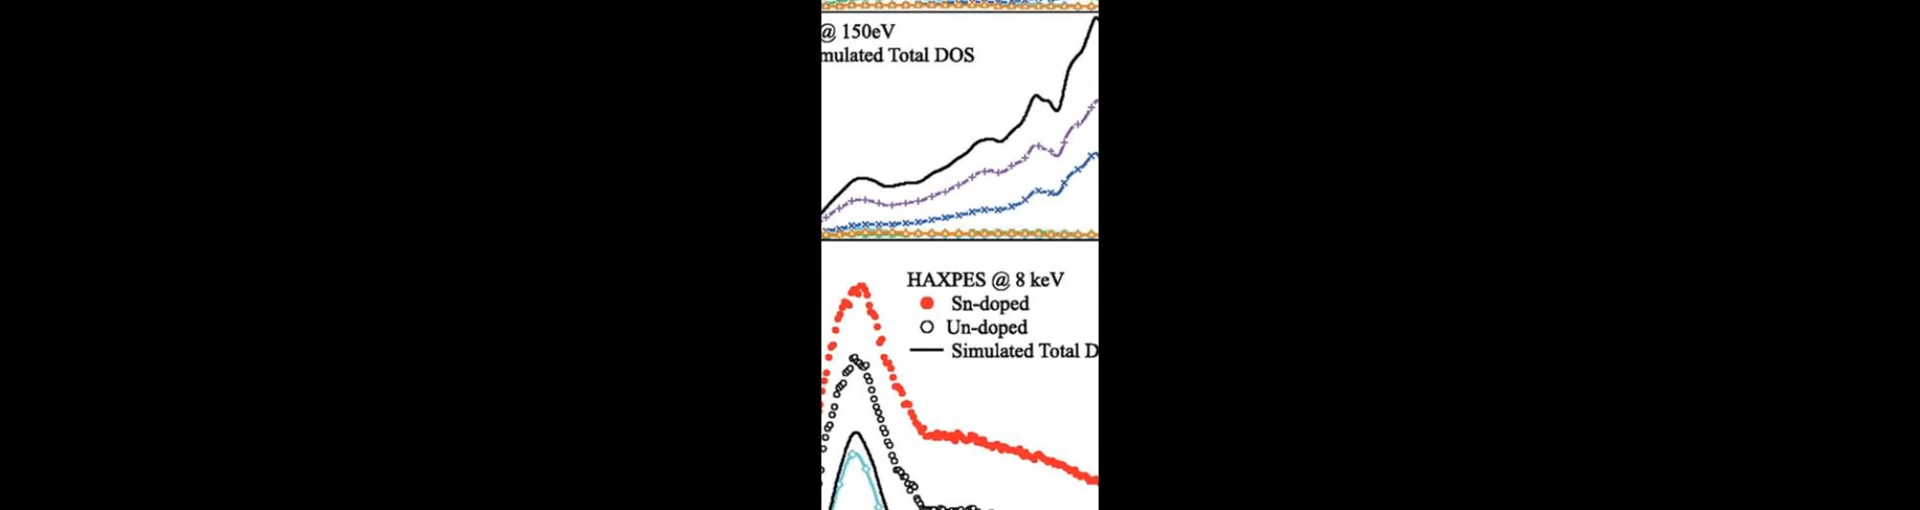 @ 150eV
mulated Total DOS
HAXPES @ 8 keV
Sn-doped
Un-doped
Simulated Total D